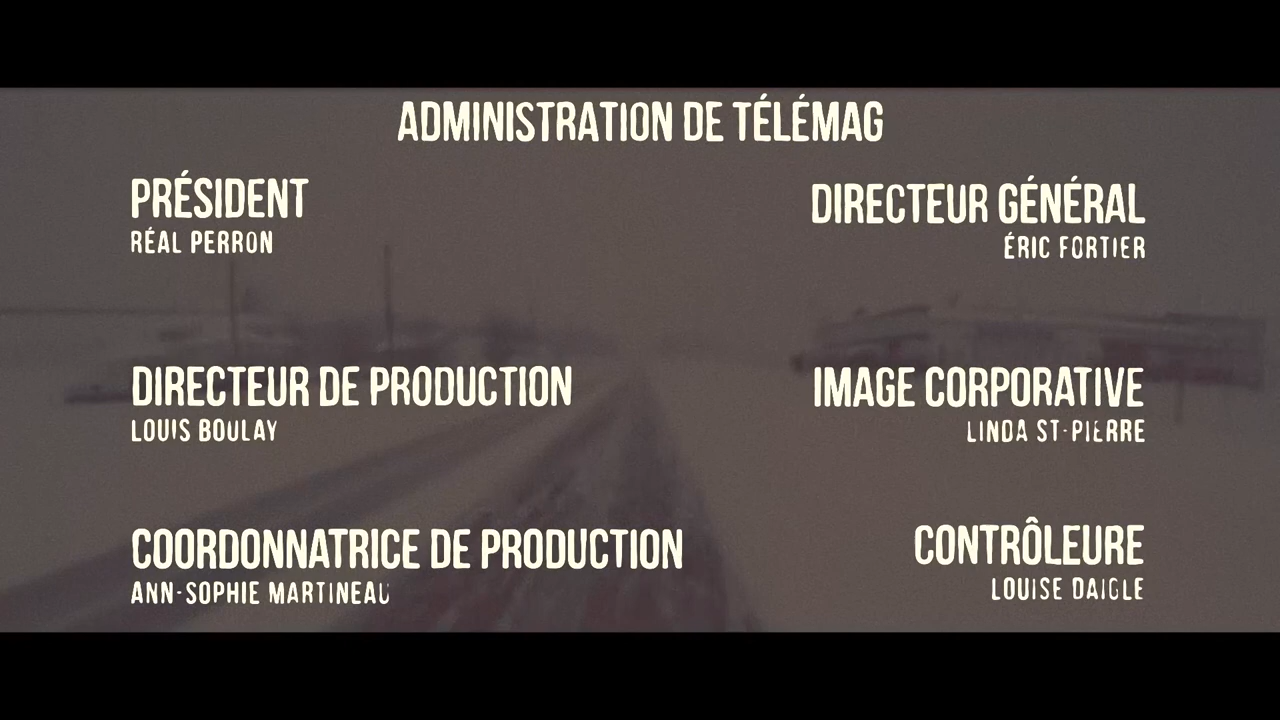 ADMINISTRATION DE TÉLÉMAG
PRÉSIDENT
RÉAL PERRON
DIRECTEUR GÉNÉRAL
ÉRIC FORTIER
DIRECTEUR DE PRODUCTION
LOUIS BOULAY
IMAGE CORPORATIVE
LINDA ST-PIERRE
COORDONNATRICE DE PRODUCTION
ANN-SOPHIE MARTINEAU
CONTRÔLEURE
LOUISE DAIGLE